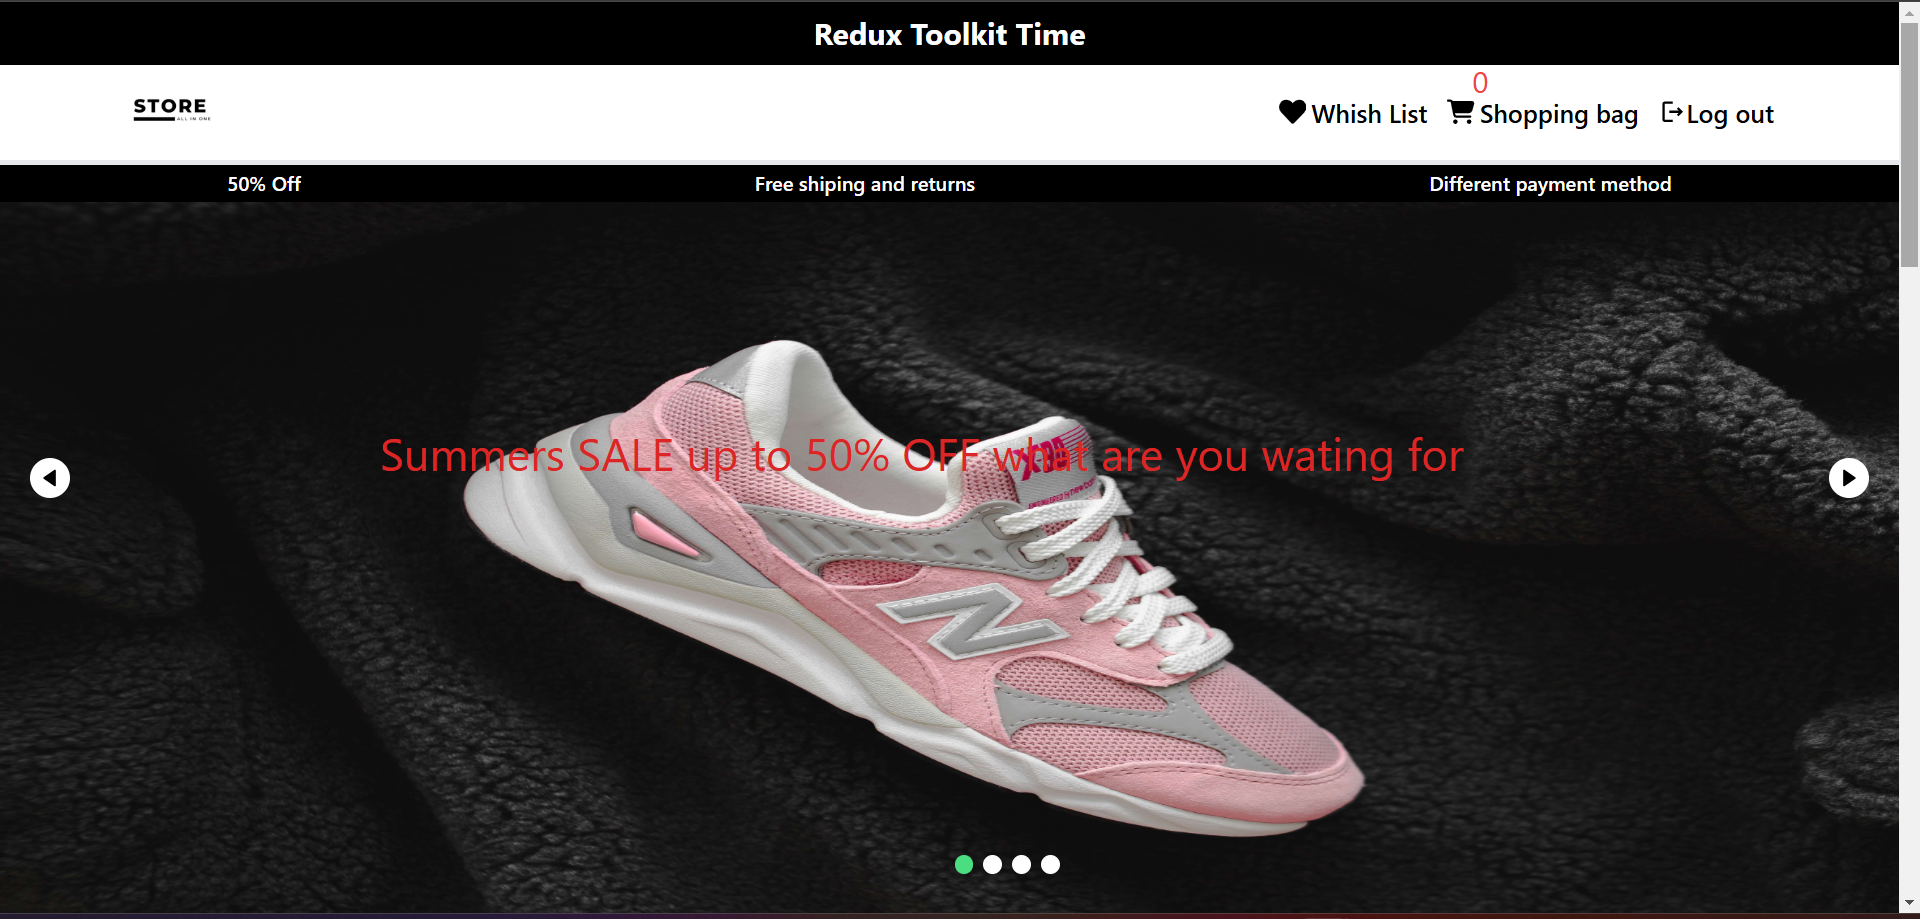 Redux Toolkit Time
0
STORE
ALL IN ONE
Whish List Shopping bag Log out
50% Off Free shiping and returns Different payment method
Summers SALE up to 50% OFF what are you wating for
N